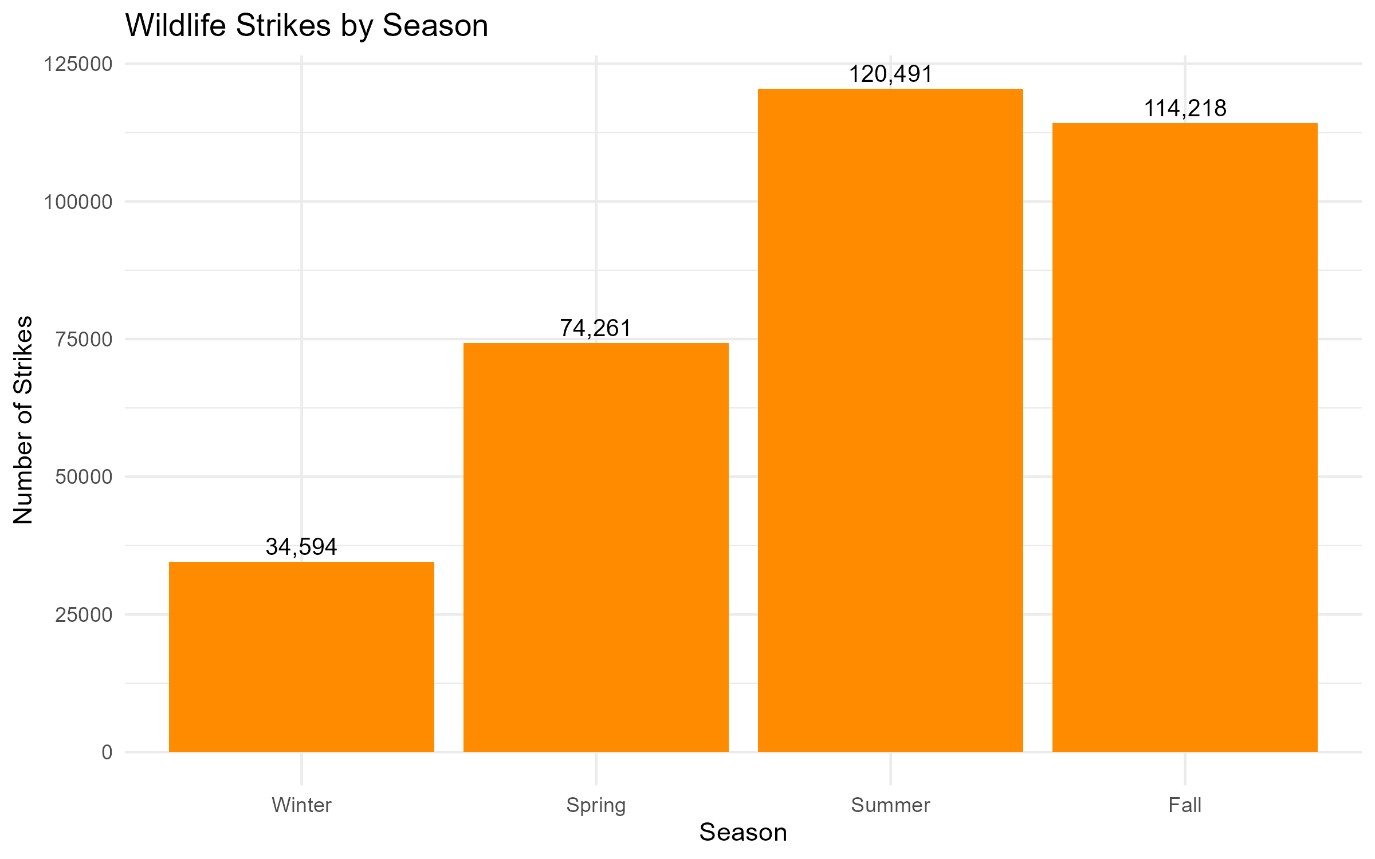 Wildlife Strikes by Season
125000
120,491
114,218
100000
75000
74,261
50000
34,594
25000
0
Number of Strikes
Winter Spring Summer Fall
Season